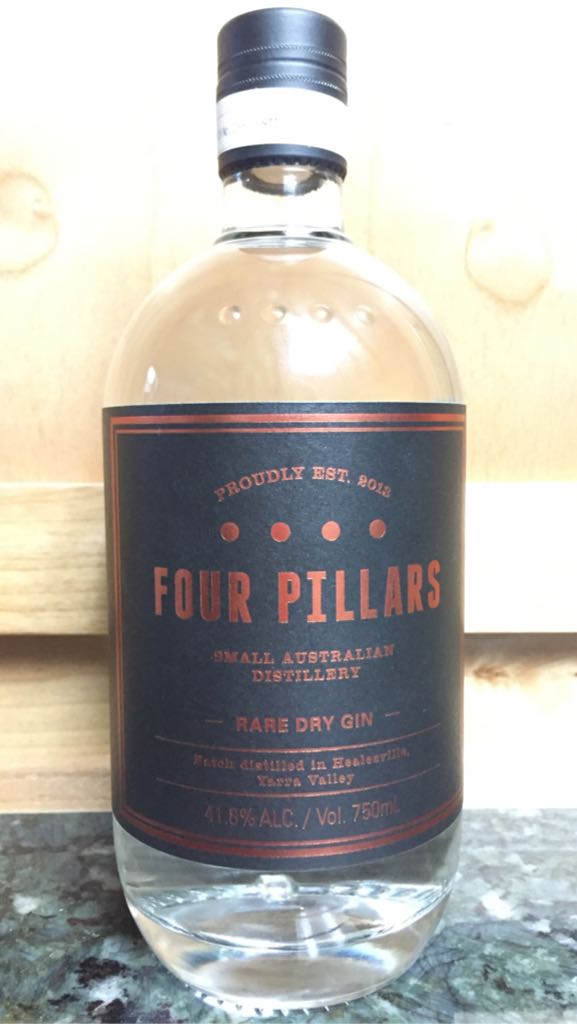 PROUDLY EST. 2013
FOUR PILLARS
SMALL AUSTRALIAN
DISTILLERY
RARE DRY GIN
Batch distilled in Healesville,
Yarra Valley
41.8% ALC. / Vol. 750mL